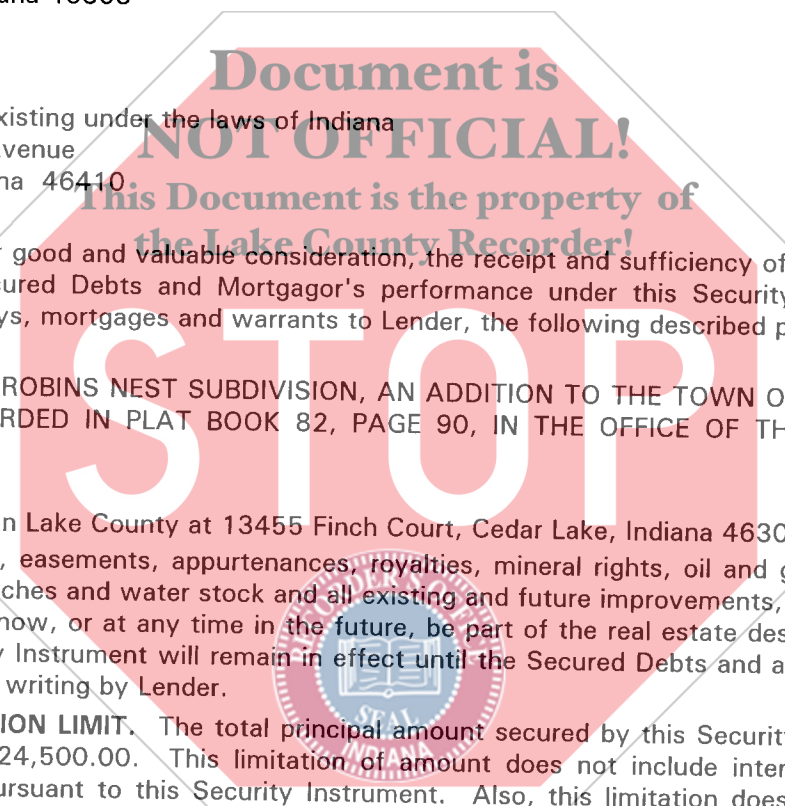 Document is
xisting under the laws of Indiana
NOT OFFICIAL!
venue
na 46410
This Document is the property of
the Lake County Recorder!
r good and valuable consideration, the receipt and sufficiency of
ured Debts and Mortgagor's performance under this Security
ys, mortgages and warrants to Lender, the following described p
STOP
ROBINS NEST SUBDIVISION, AN ADDITION TO THE TOWN O
RDED IN PLAT BOOK 82, PAGE 90, IN THE OFFICE OF TH
n Lake County at 13455 Finch Court, Cedar Lake, Indiana 4630
, easements, appurtenances, royalties, mineral rights, oil and g
ches and water stock and all existing and future improvements,
now, or at any time in the future, be part of the real estate des
y Instrument will remain in effect until the Secured Debts and a
writing by Lender.
RECORDER'S OFFICE
SEAL
INDIANA
ION LIMIT. The total principal amount secured by this Securit
24,500.00. This limitation of amount does not include inter
ursuant to this Security Instrument. Also, this limitation does